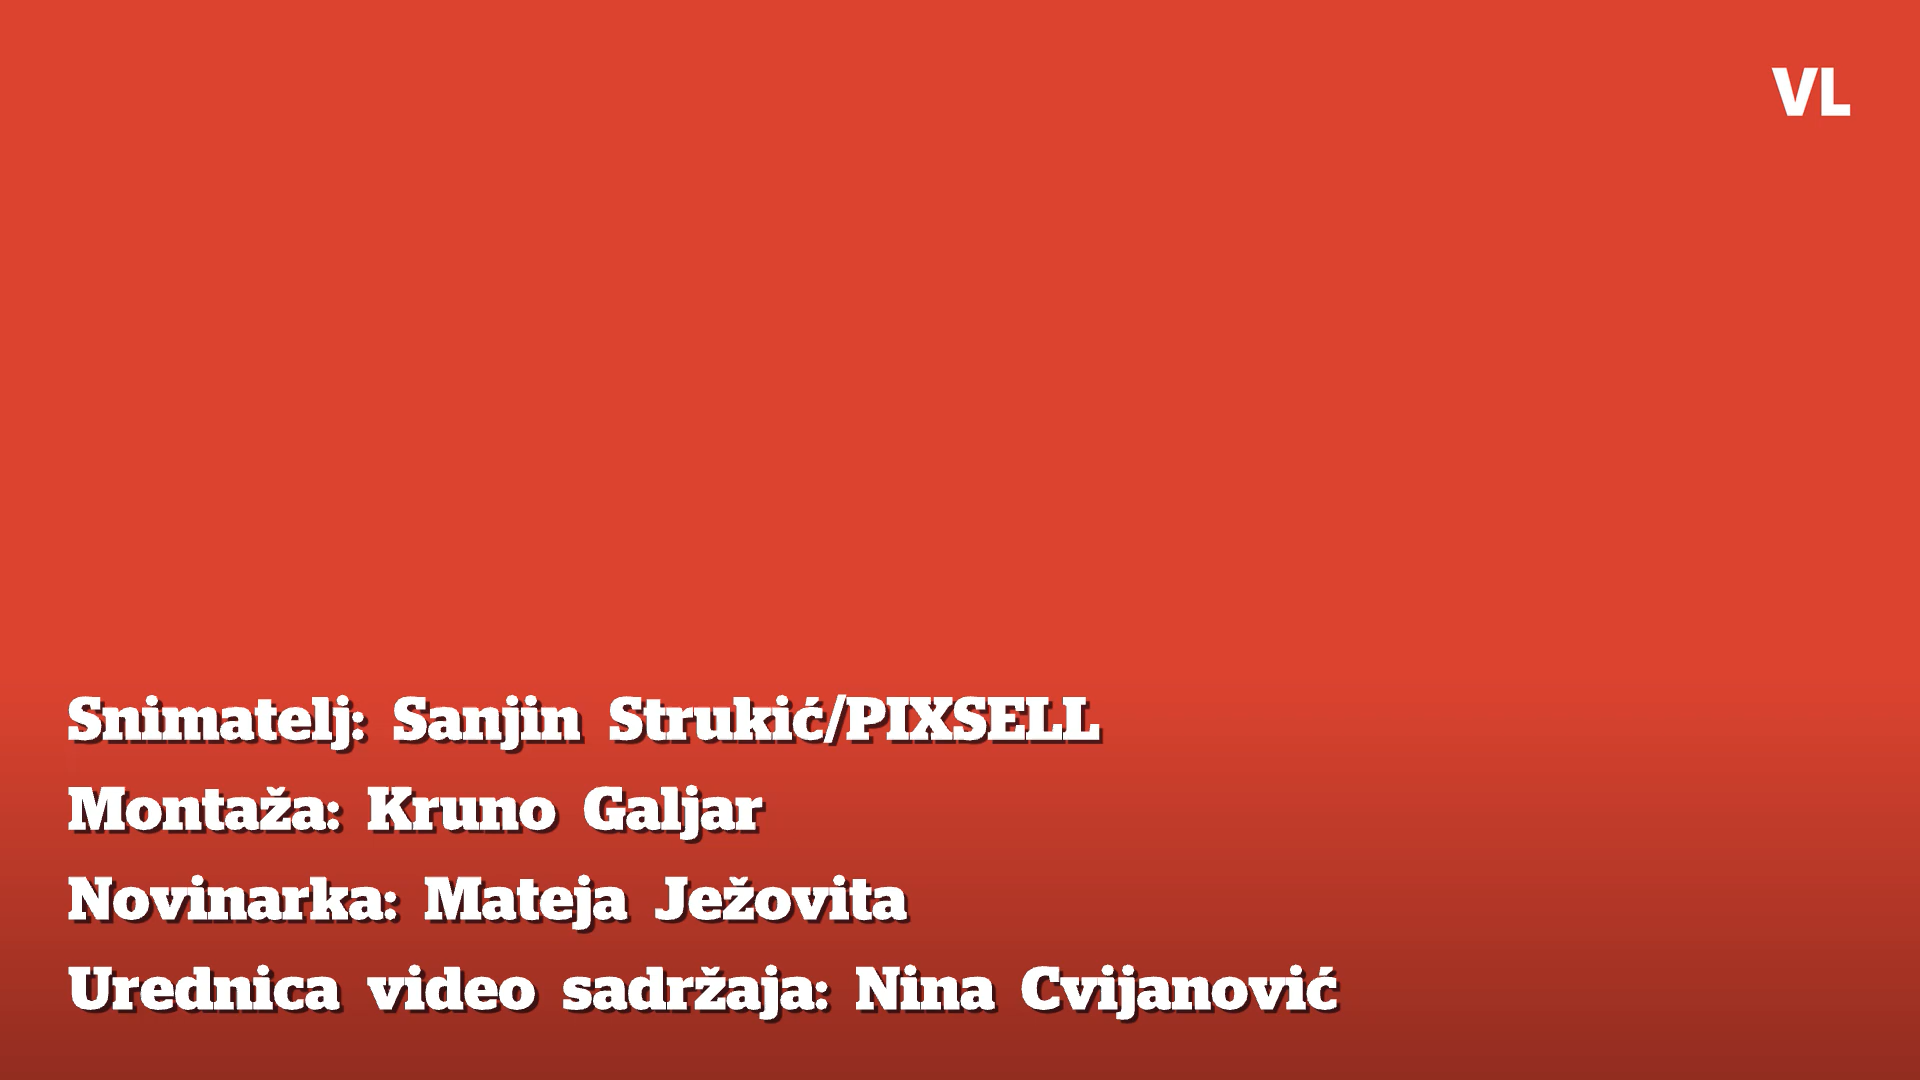 VL
Snimatelj: Sanjin Strukić/PIXSELL
Montaža: Kruno Galjar
Novinarka: Mateja Ježovita
Urednica video sadržaja: Nina Cvijanović